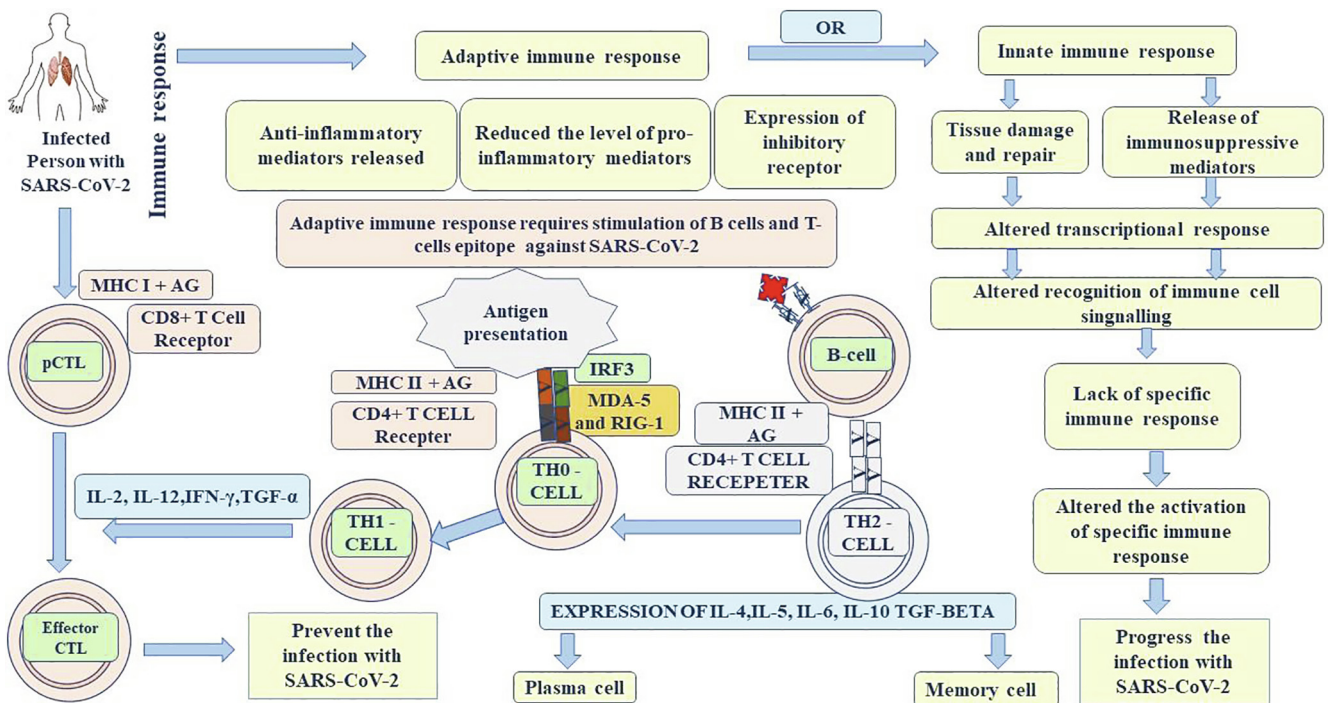 Infected
Person with
SARS-CoV-2
Immune response
Adaptive immune response
OR
Innate immune response
Anti-inflammatory
mediators released
Reduced the level of pro-
inflammatory mediators
Expression of
inhibitory
receptor
Tissue damage
and repair
Release of
immunosuppressive
mediators
Adaptive immune response requires stimulation of B cells and T-
cells epitope against SARS-CoV-2
Altered transcriptional response
Altered recognition of immune cell
singnalling
MHC I + AG
CD8+ T Cell
Receptor
pCTL
Antigen
presentation
B-cell
IRF3
MHC II + AG
MDA-5
and RIG-1
CD4+ T CELL
Recepter
MHC II +
AG
CD4+ T CELL
RECEPETER
Lack of specific
immune response
TH0 -
CELL
IL-2, IL-12,IFN-γ,TGF-α
TH1 -
CELL
TH2 -
CELL
Altered the activation
of specific immune
response
EXPRESSION OF IL-4,IL-5, IL-6, IL-10 TGF-BETA
Effector
CTL
Prevent the
infection with
SARS-CoV-2
Plasma cell
Memory cell
Progress the
infection with
SARS-CoV-2